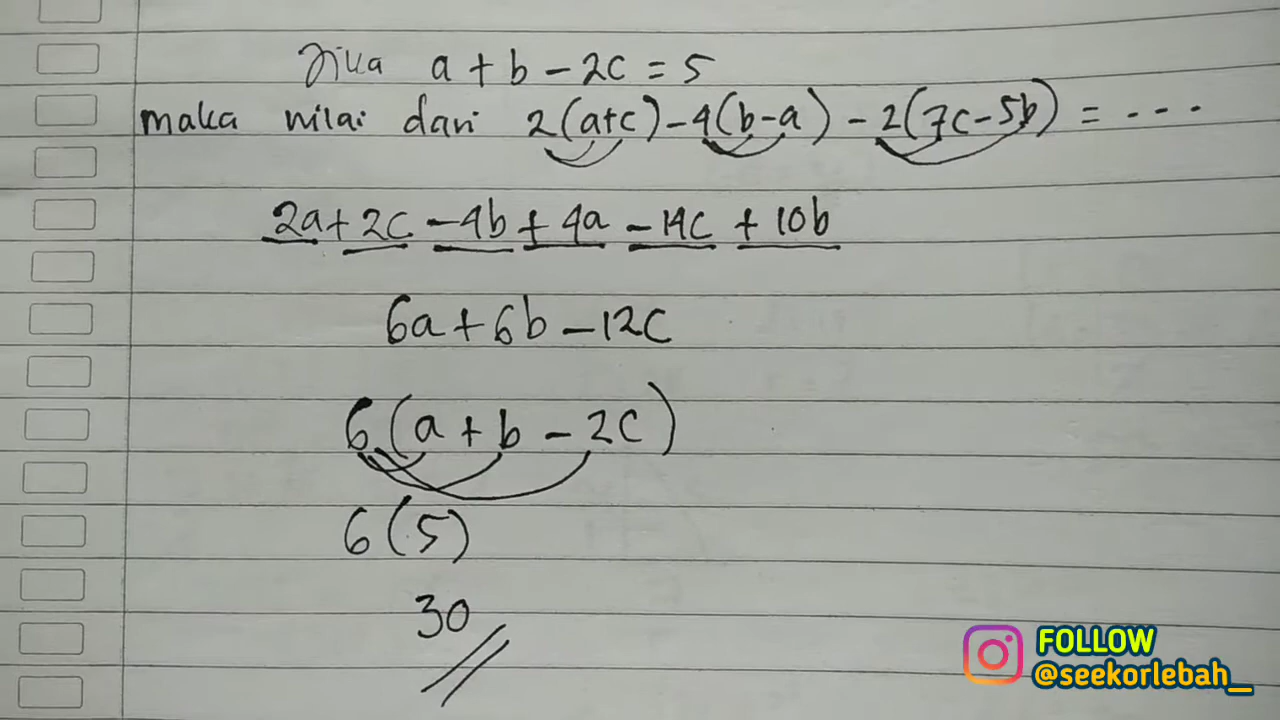 Jika a + b - 2c = 5
maka nilai dari 2(a+c) - 4(b-a) - 2(7c-5b) = ...
2a + 2c - 4b + 4a - 14c + 10b
6a + 6b - 12c
6(a + b - 2c)
6(5)
30
FOLLOW
@seekorlebah_